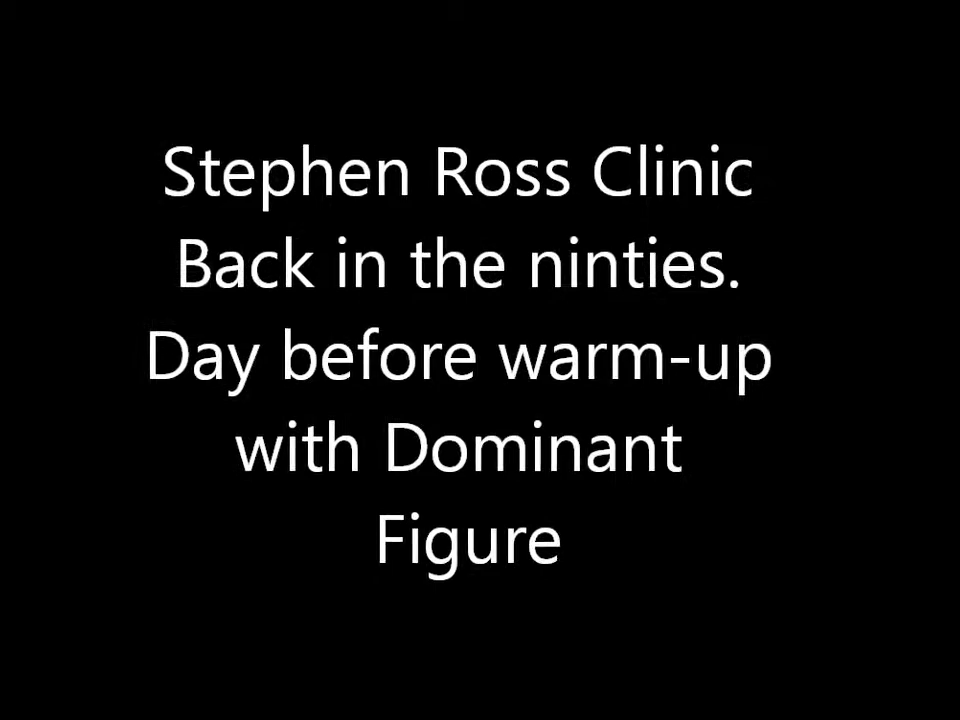 Stephen Ross Clinic
Back in the ninties.
Day before warm-up
with Dominant
Figure